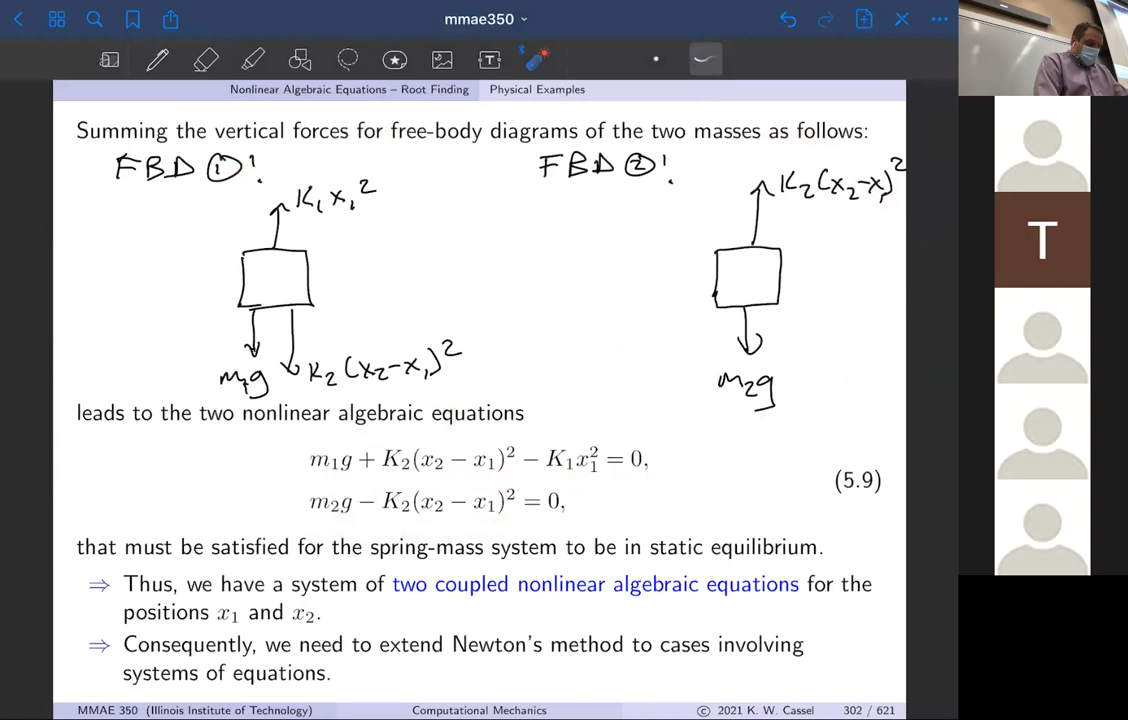 mmae350
Nonlinear Algebraic Equations – Root Finding Physical Examples
Summing the vertical forces for free-body diagrams of the two masses as follows:
FBD ①:
FBD ②:
K₁x₁²
K₂(x₂-x₁)²
m₁g
K₂(x₂-x₁)²
m₂g
leads to the two nonlinear algebraic equations
m₁g + K₂(x₂ − x₁)² − K₁x₁² = 0,
m₂g − K₂(x₂ − x₁)² = 0,
(5.9)
that must be satisfied for the spring-mass system to be in static equilibrium.
⇒ Thus, we have a system of two coupled nonlinear algebraic equations for the
positions x₁ and x₂.
⇒ Consequently, we need to extend Newton's method to cases involving
systems of equations.
MMAE 350 (Illinois Institute of Technology) Computational Mechanics © 2021 K. W. Cassel 302 / 621
T